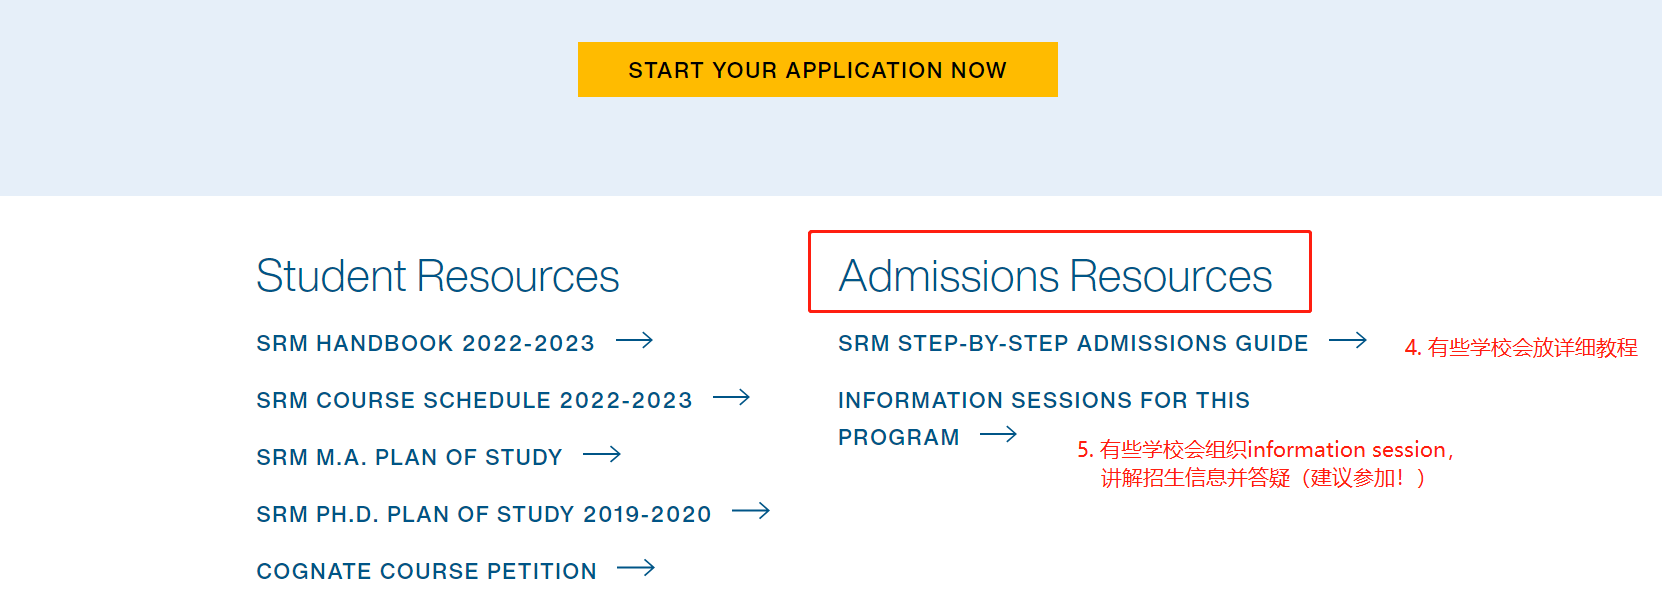 START YOUR APPLICATION NOW
Student Resources
SRM HANDBOOK 2022-2023
SRM COURSE SCHEDULE 2022-2023
SRM M.A. PLAN OF STUDY
SRM PH.D. PLAN OF STUDY 2019-2020
COGNATE COURSE PETITION
Admissions Resources
SRM STEP-BY-STEP ADMISSIONS GUIDE
4. 有些学校会放详细教程
INFORMATION SESSIONS FOR THIS
PROGRAM
5. 有些学校会组织information session，
讲解招生信息并答疑（建议参加！）